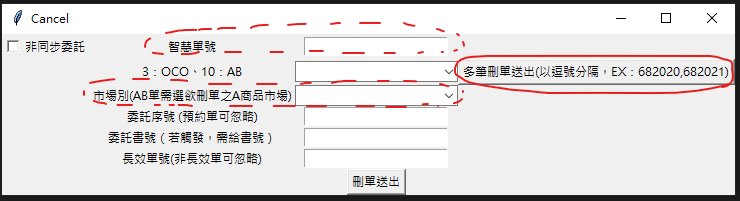 Cancel
非同步委託 智慧單號
3：OCO、10：AB 多筆刪單送出(以逗號分隔，EX：682020,682021)
市場別(AB單需選欲刪單之A商品市場)
委託序號 (預約單可忽略)
委託書號 ( 若觸發，需給書號 )
長效單號(非長效單可忽略)
刪單送出